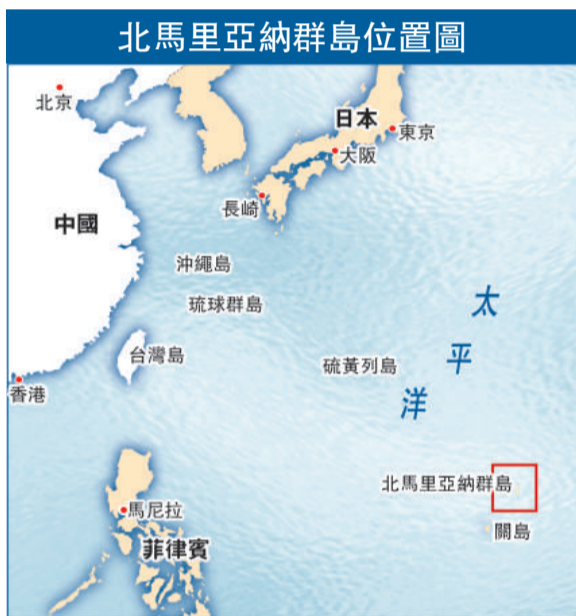 北馬里亞納群島位置圖
北京
日本
東京
大阪
長崎
中國
沖繩島
琉球群島
太
平
洋
台灣島
硫黃列島
香港
北馬里亞納群島
馬尼拉
關島
菲律賓